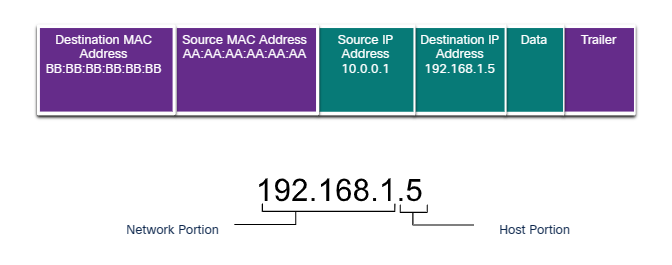 Destination MAC
Address
BB:BB:BB:BB:BB:BB
Source MAC Address
AA:AA:AA:AA:AA:AA
Source IP
Address
10.0.0.1
Destination IP
Address
192.168.1.5
Data
Trailer
192.168.1.5
Network Portion
Host Portion